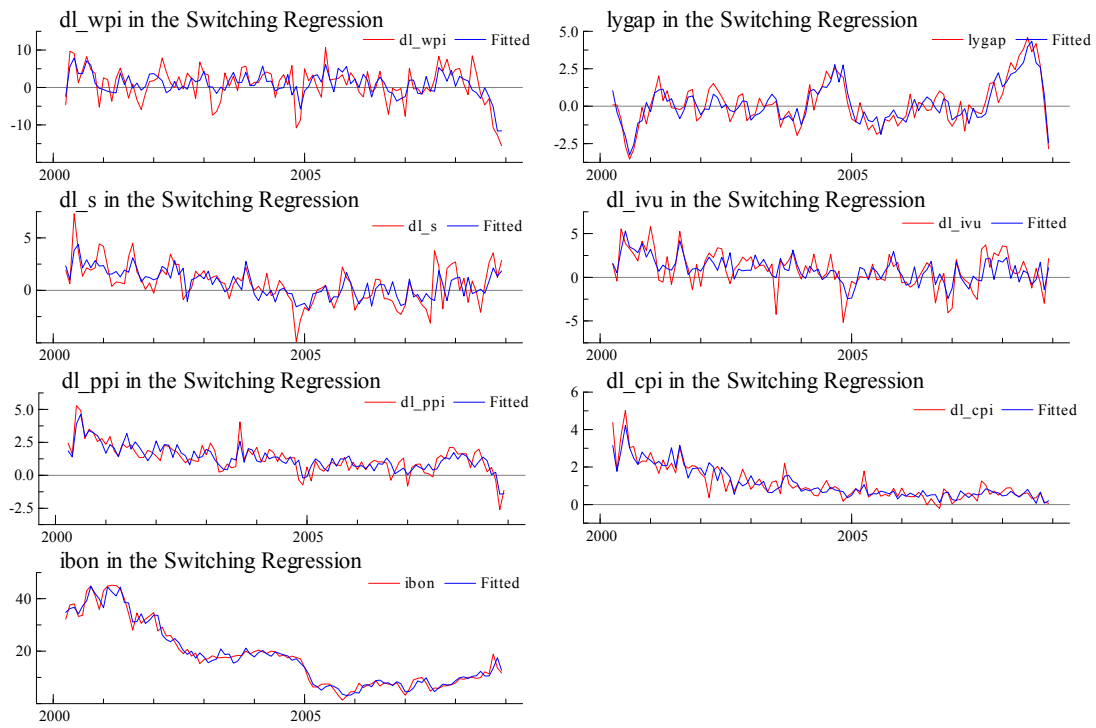 dl_wpi in the Switching Regression
dl_wpi Fitted
10
0
-10
2000 2005
lygap in the Switching Regression
lygap Fitted
5.0
2.5
0.0
-2.5
2000 2005
dl_s in the Switching Regression
dl_s Fitted
5
0
2000 2005
dl_ivu in the Switching Regression
dl_ivu Fitted
5
0
-5
2000 2005
dl_ppi in the Switching Regression
dl_ppi Fitted
5.0
2.5
0.0
-2.5
2000 2005
dl_cpi in the Switching Regression
dl_cpi Fitted
6
4
2
0
2000 2005
ibon in the Switching Regression
ibon Fitted
40
20
2000 2005